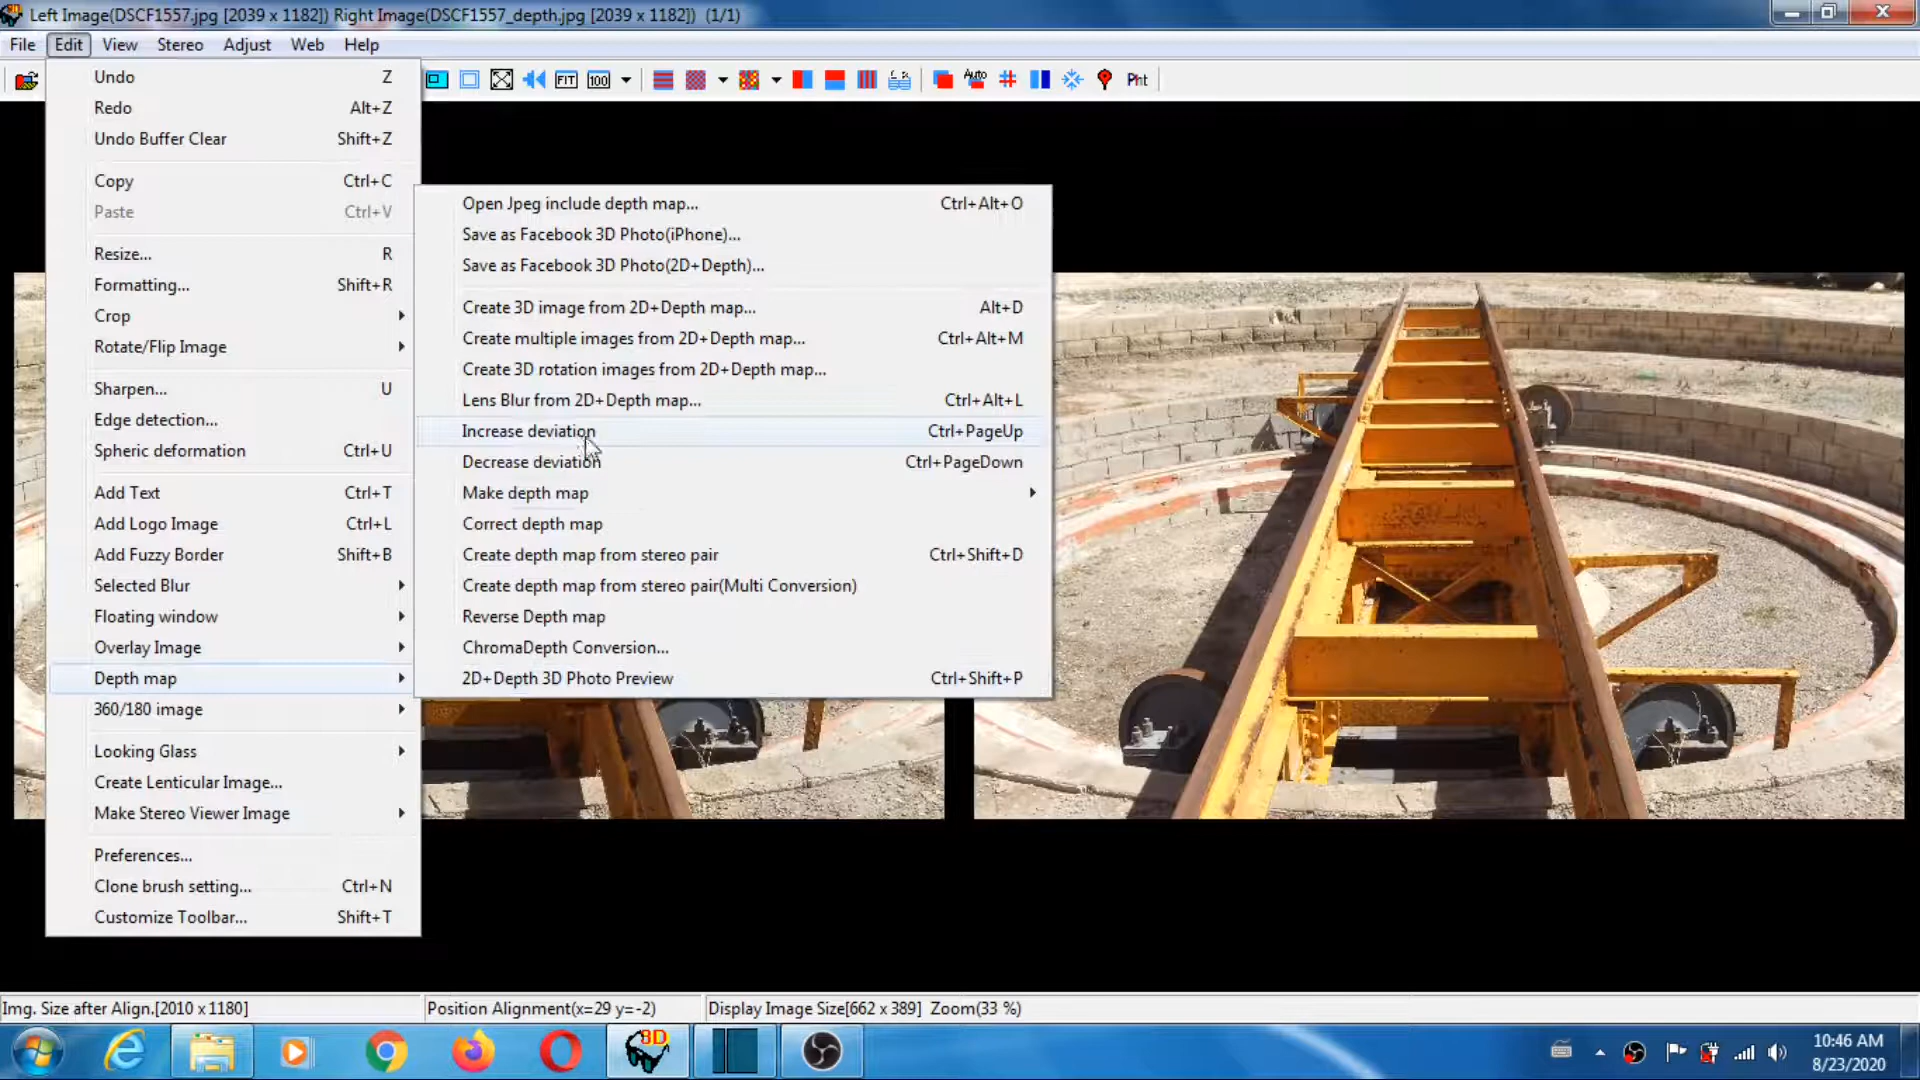 Left Image(DSCF1557.jpg [2039 x 1182]) Right Image(DSCF1557_depth.jpg [2039 x 1182])  (1/1)
File Edit View Stereo Adjust Web Help
FIT 100 L R Auto Pht
Undo Z
Redo Alt+Z
Undo Buffer Clear Shift+Z
Copy Ctrl+C
Paste Ctrl+V
Resize... R
Formatting... Shift+R
Crop
Rotate/Flip Image
Sharpen... U
Edge detection...
Spheric deformation Ctrl+U
Add Text Ctrl+T
Add Logo Image Ctrl+L
Add Fuzzy Border Shift+B
Selected Blur
Floating window
Overlay Image
Depth map
360/180 image
Looking Glass
Create Lenticular Image...
Make Stereo Viewer Image
Preferences...
Clone brush setting... Ctrl+N
Customize Toolbar... Shift+T
Open Jpeg include depth map... Ctrl+Alt+O
Save as Facebook 3D Photo(iPhone)...
Save as Facebook 3D Photo(2D+Depth)...
Create 3D image from 2D+Depth map... Alt+D
Create multiple images from 2D+Depth map... Ctrl+Alt+M
Create 3D rotation images from 2D+Depth map...
Lens Blur from 2D+Depth map... Ctrl+Alt+L
Increase deviation Ctrl+PageUp
Decrease deviation Ctrl+PageDown
Make depth map
Correct depth map
Create depth map from stereo pair Ctrl+Shift+D
Create depth map from stereo pair(Multi Conversion)
Reverse Depth map
ChromaDepth Conversion...
2D+Depth 3D Photo Preview Ctrl+Shift+P
Img. Size after Align.[2010 x 1180] Position Alignment(x=29 y=-2) Display Image Size[662 x 389]  Zoom(33 %)
3D
10:46 AM
8/23/2020